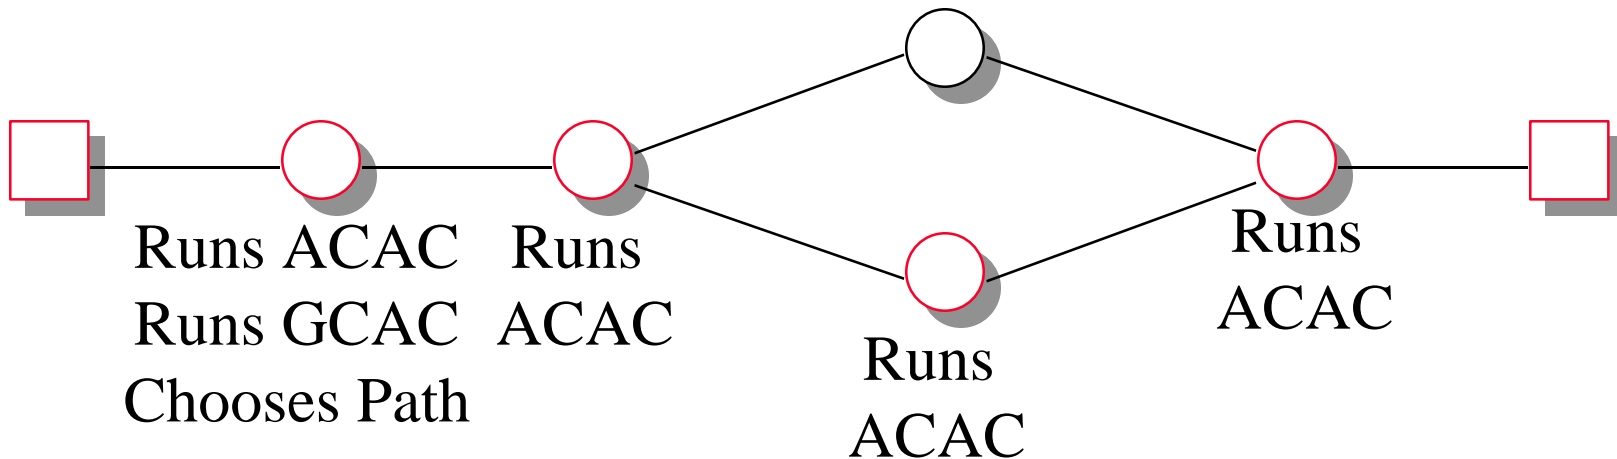 Runs ACAC
Runs GCAC
Chooses Path
Runs
ACAC
Runs
ACAC
Runs
ACAC